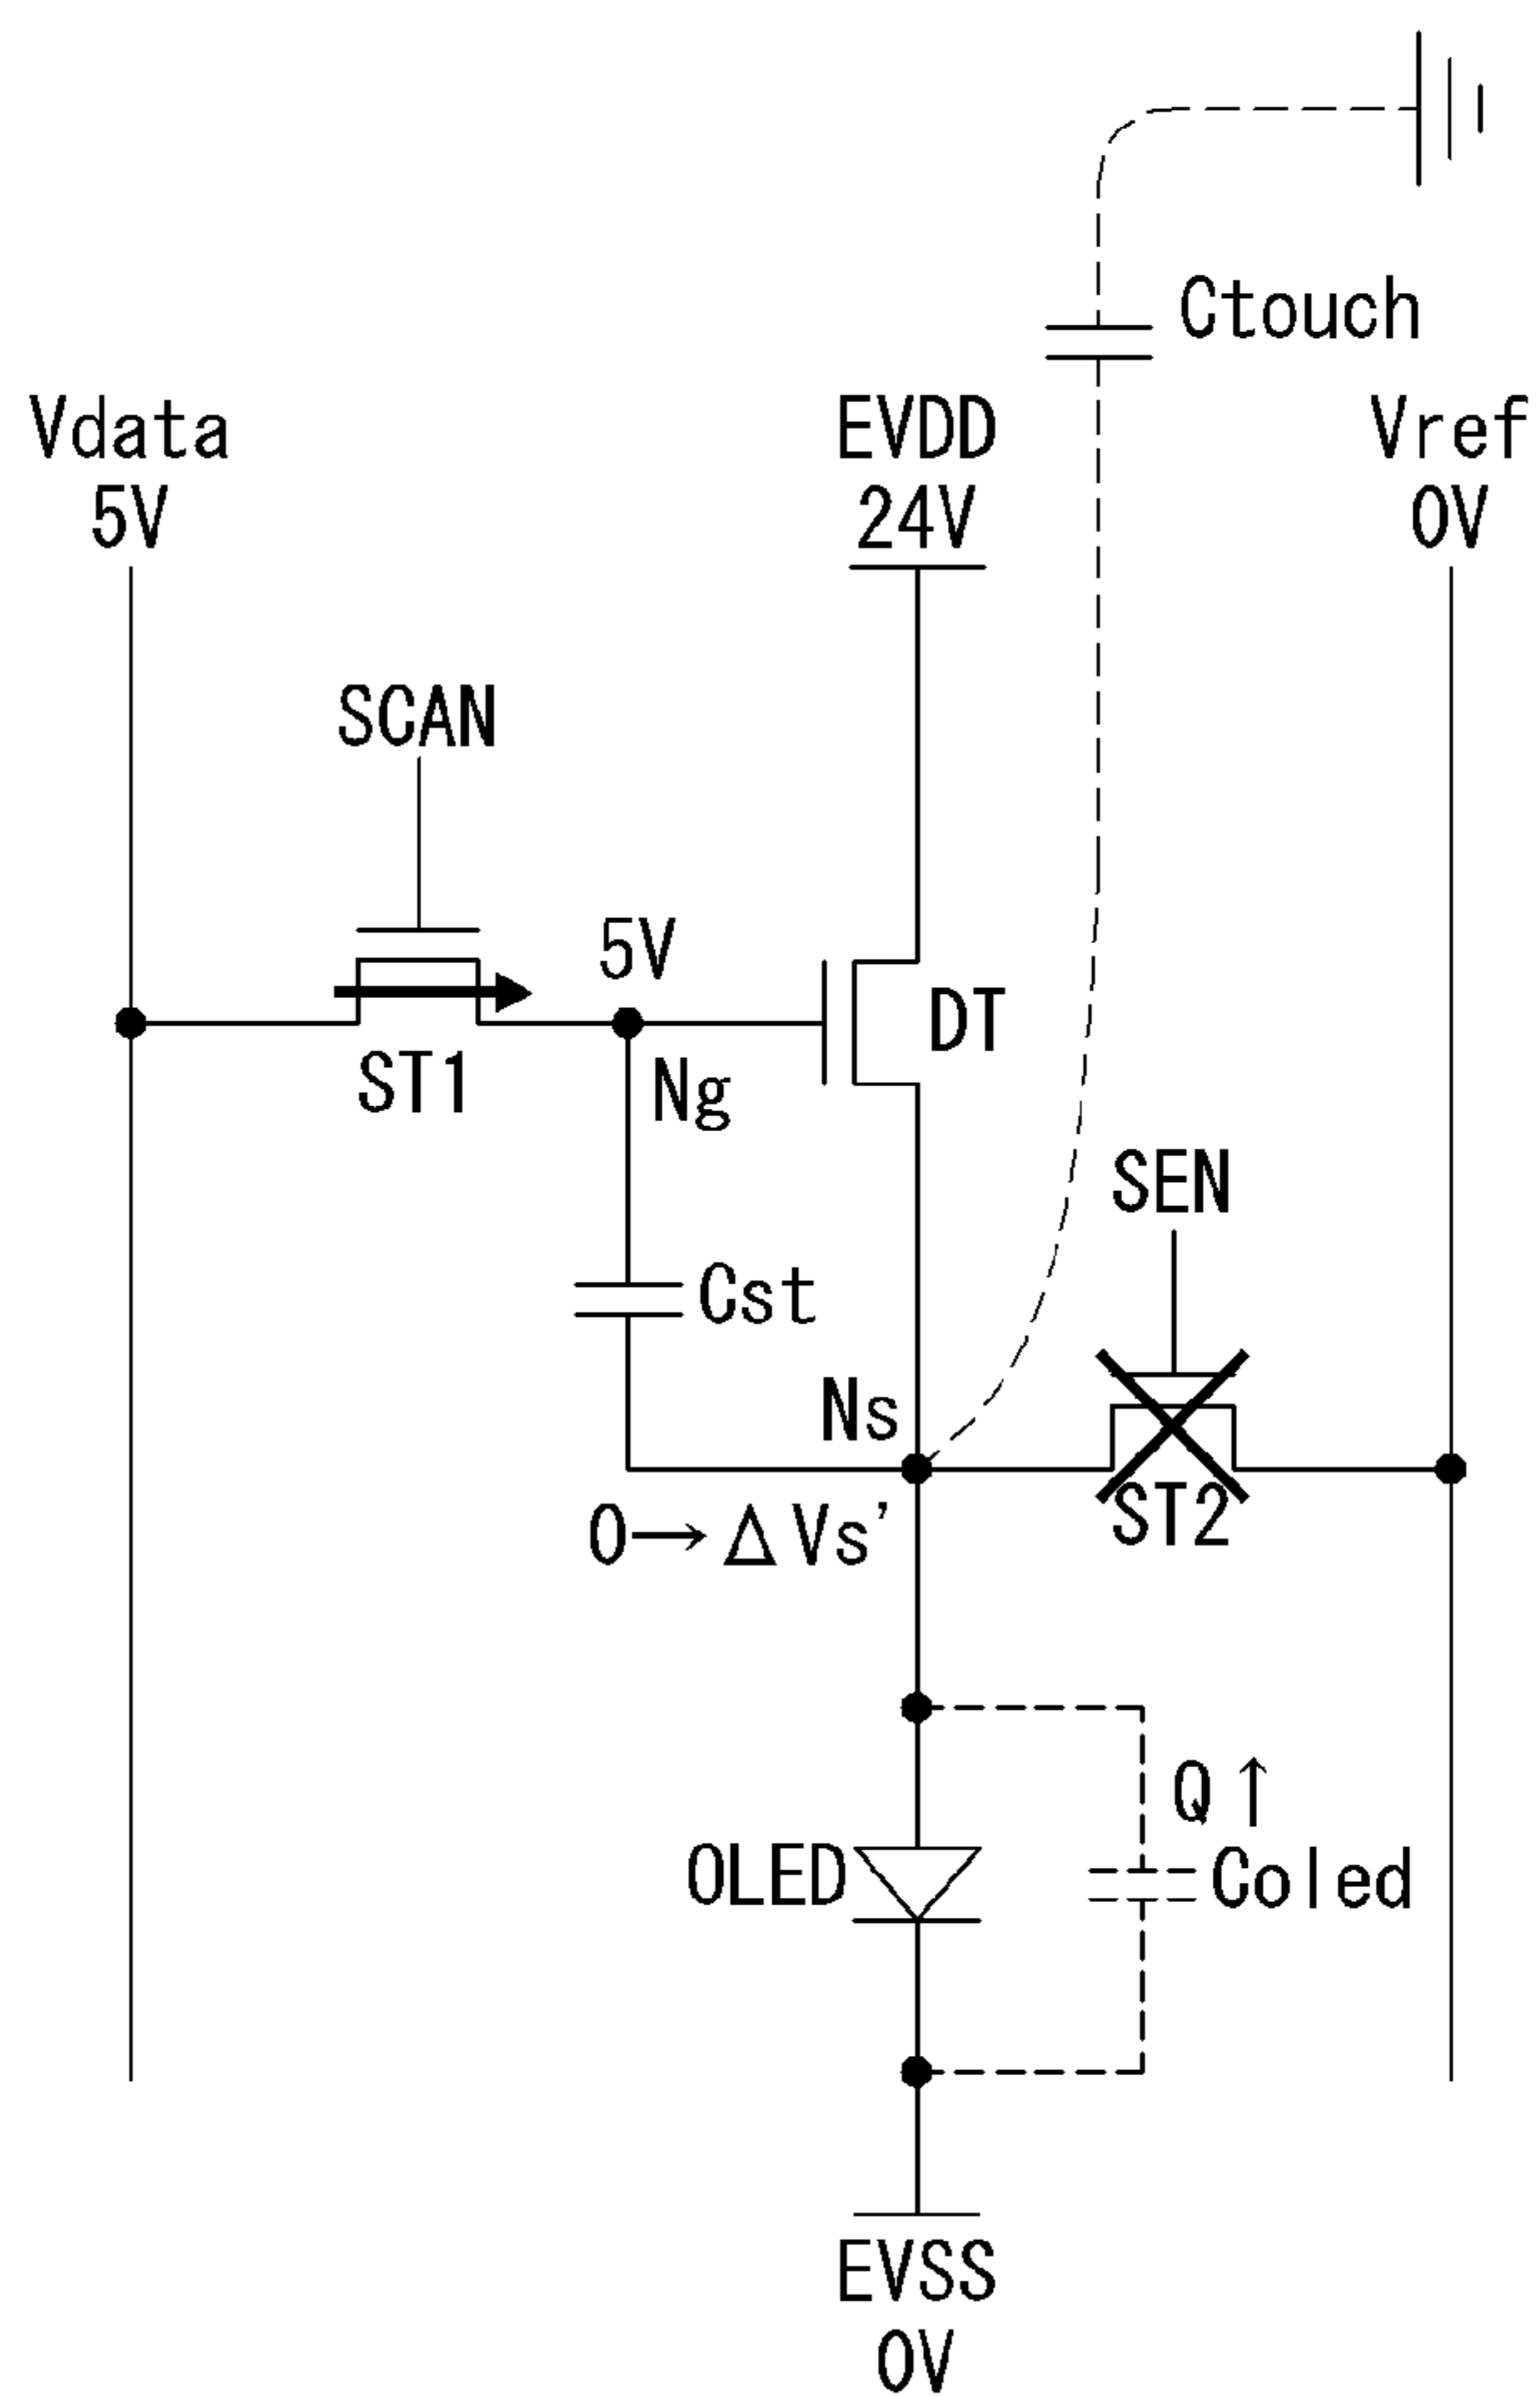 Ctouch
Vdata
5V
EVDD
24V
Vref
0V
SCAN
5V
DT
ST1
Ng
SEN
Cst
Ns
ST2
0→ΔVs'
Q↑
OLED
Coled
EVSS
0V